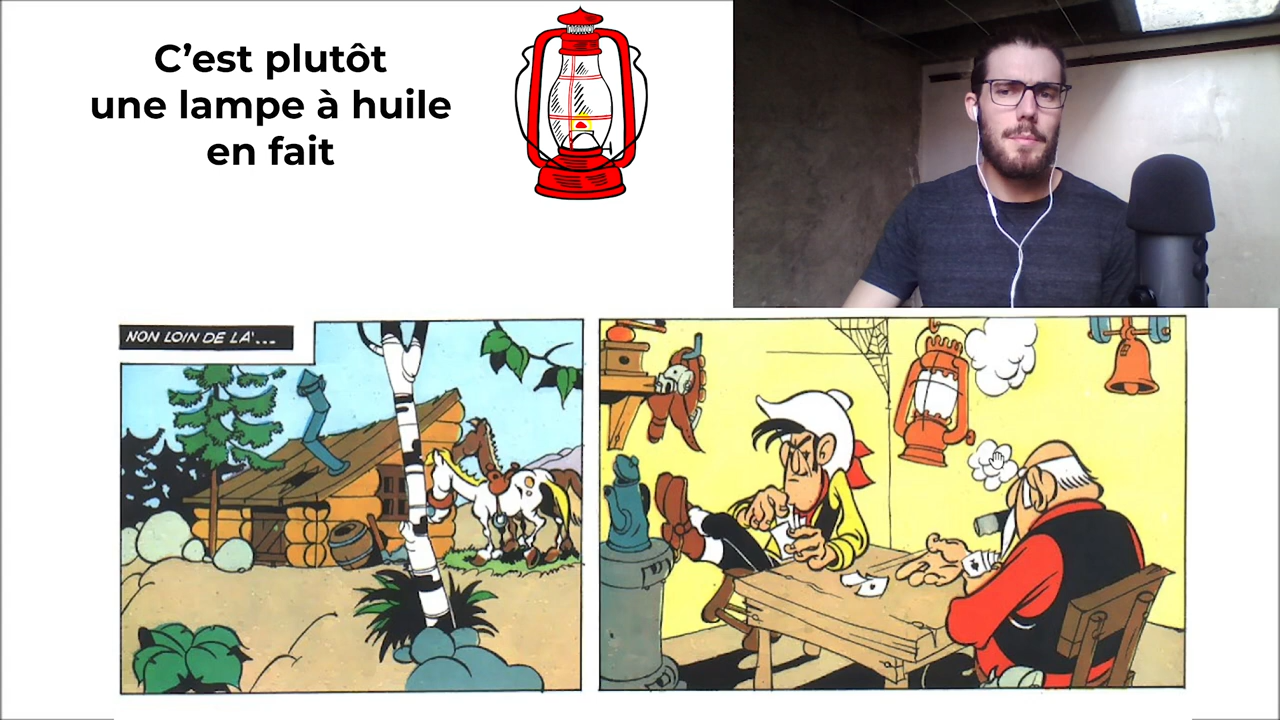 C’est plutôt
une lampe à huile
en fait
NON LOIN DE LÀ...